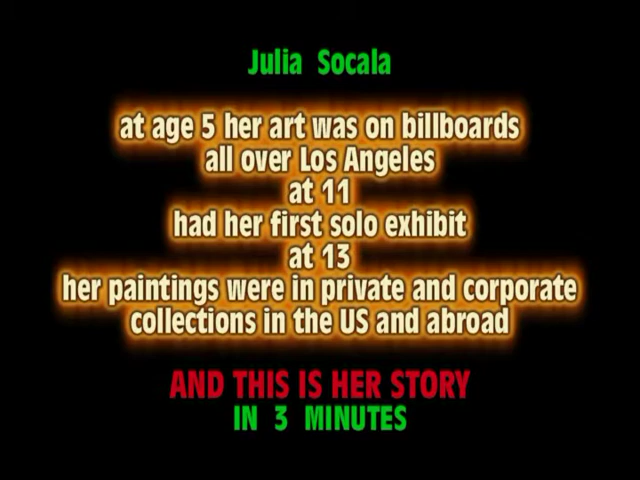 Julia Socala
at age 5 her art was on billboards
all over Los Angeles
at 11
had her first solo exhibit
at 13
her paintings were in private and corporate
collections in the US and abroad
AND THIS IS HER STORY
IN 3 MINUTES